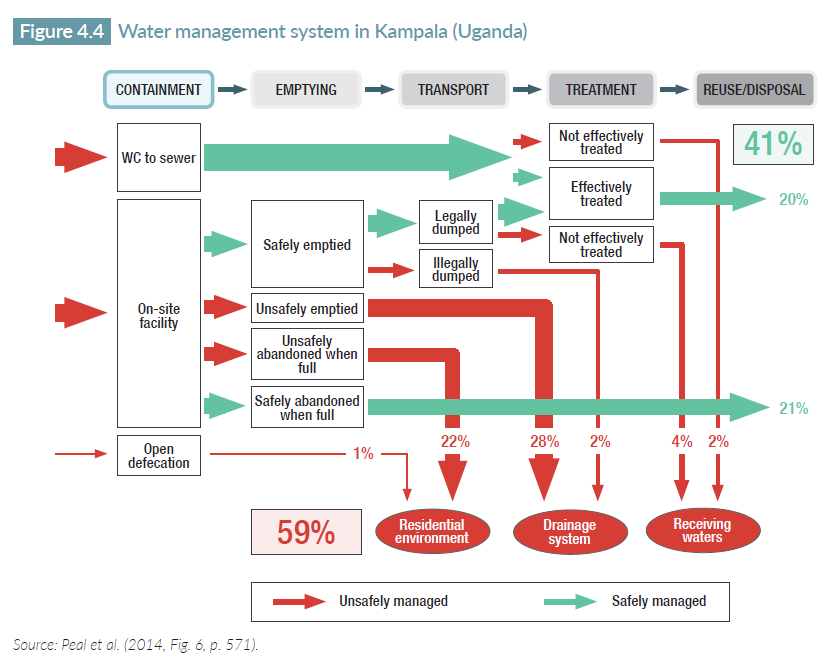 Figure 4.4 Water management system in Kampala (Uganda)
CONTAINMENT
EMPTYING
TRANSPORT
TREATMENT
REUSE/DISPOSAL
WC to sewer
Not effectively
treated
41%
Effectively
treated
20%
On-site
facility
Safely emptied
Legally
dumped
Not effectively
treated
Illegally
dumped
Unsafely emptied
Unsafely
abandoned when
full
Safely abandoned
when full
21%
Open
defecation
1%
22%
28%
2%
4%
2%
59%
Residential
environment
Drainage
system
Receiving
waters
Unsafely managed
Safely managed
Source: Peal et al. (2014, Fig. 6, p. 571).